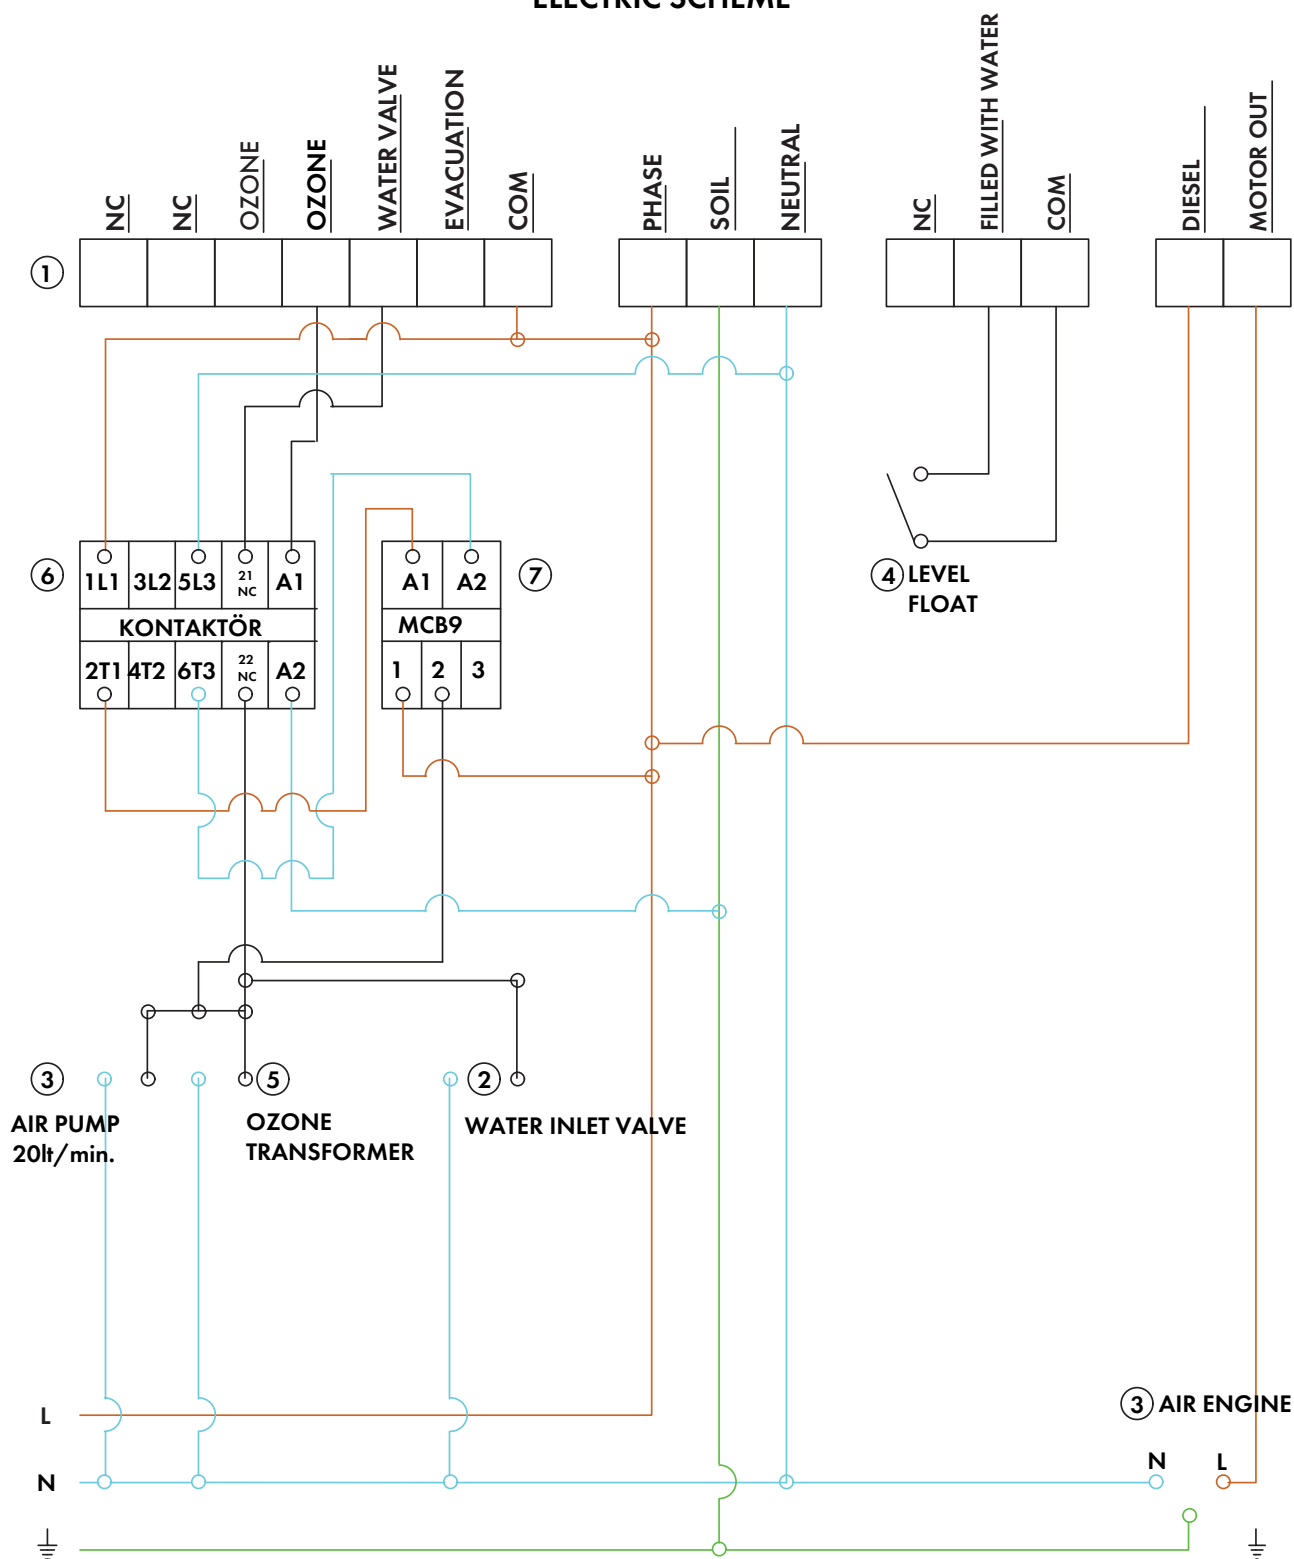 ELECTRIC SCHEME
NC
NC
OZONE
OZONE
WATER VALVE
EVACUATION
COM
PHASE
SOIL
NEUTRAL
NC
FILLED WITH WATER
COM
DIESEL
MOTOR OUT
1
6
1L1 3L2 5L3 21 NC A1
KONTAKTÖR
2T1 4T2 6T3 22 NC A2
A1 A2
MCB9
1 2 3
7
4 LEVEL
FLOAT
3
AIR PUMP
20lt/min.
5
OZONE
TRANSFORMER
2
WATER INLET VALVE
L
N
3 AIR ENGINE
N L